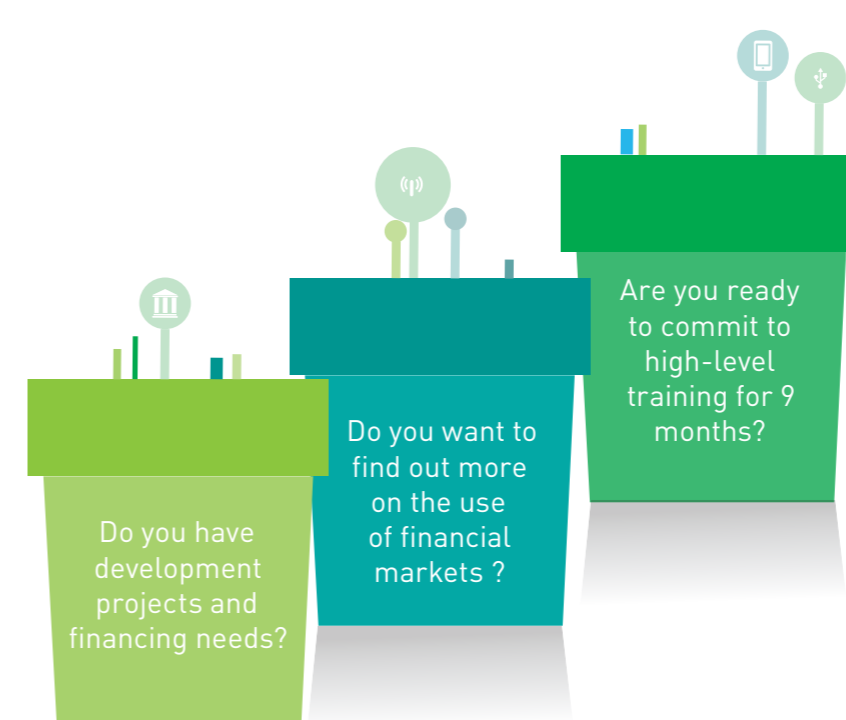 Do you have
development
projects and
financing needs?
Do you want to
find out more
on the use
of financial
markets ?
Are you ready
to commit to
high-level
training for 9
months?